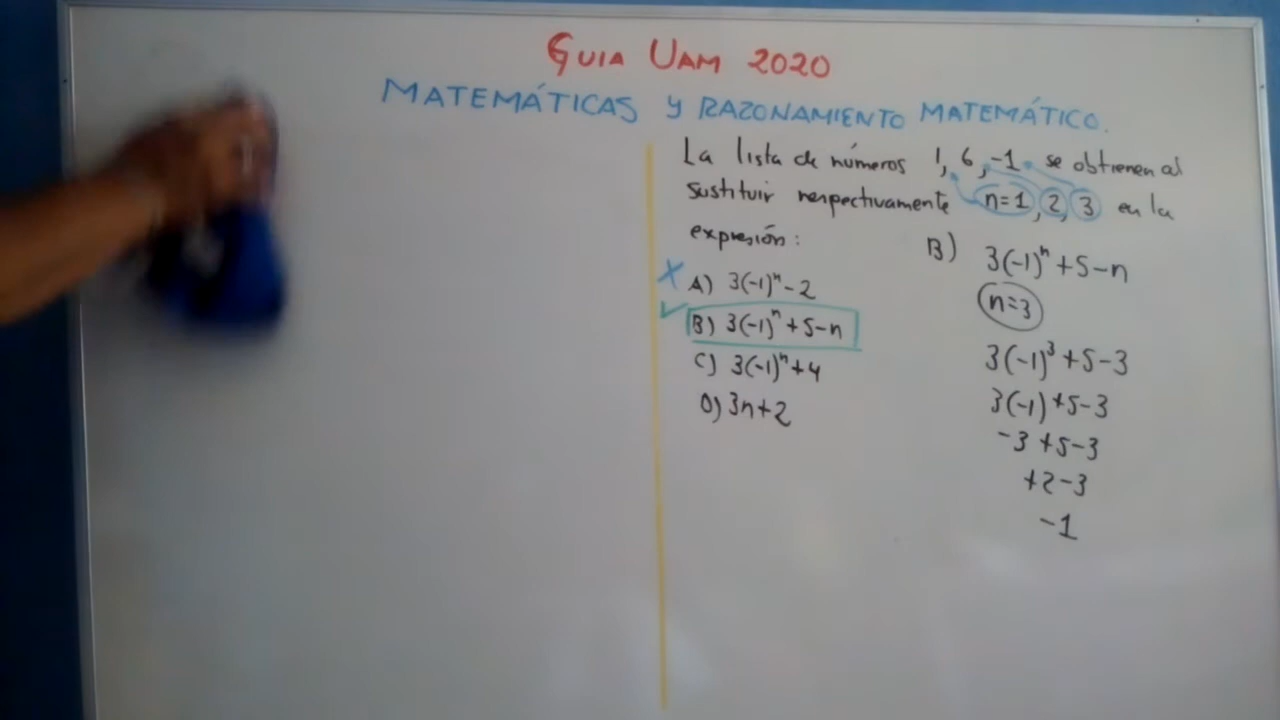 GUIA UAM 2020
MATEMÁTICAS Y RAZONAMIENTO MATEMÁTICO.
La lista de números 1, 6, -1 se obtienen al
sustituir respectivamente n=1, 2, 3 en la
expresión:
A) 3(-1)ⁿ - 2
B) 3(-1)ⁿ + 5 - n
C) 3(-1)ⁿ + 4
D) 3n + 2
B) 3(-1)ⁿ + 5 - n
n=3
3(-1)³ + 5 - 3
3(-1) + 5 - 3
-3 + 5 - 3
+2 - 3
-1